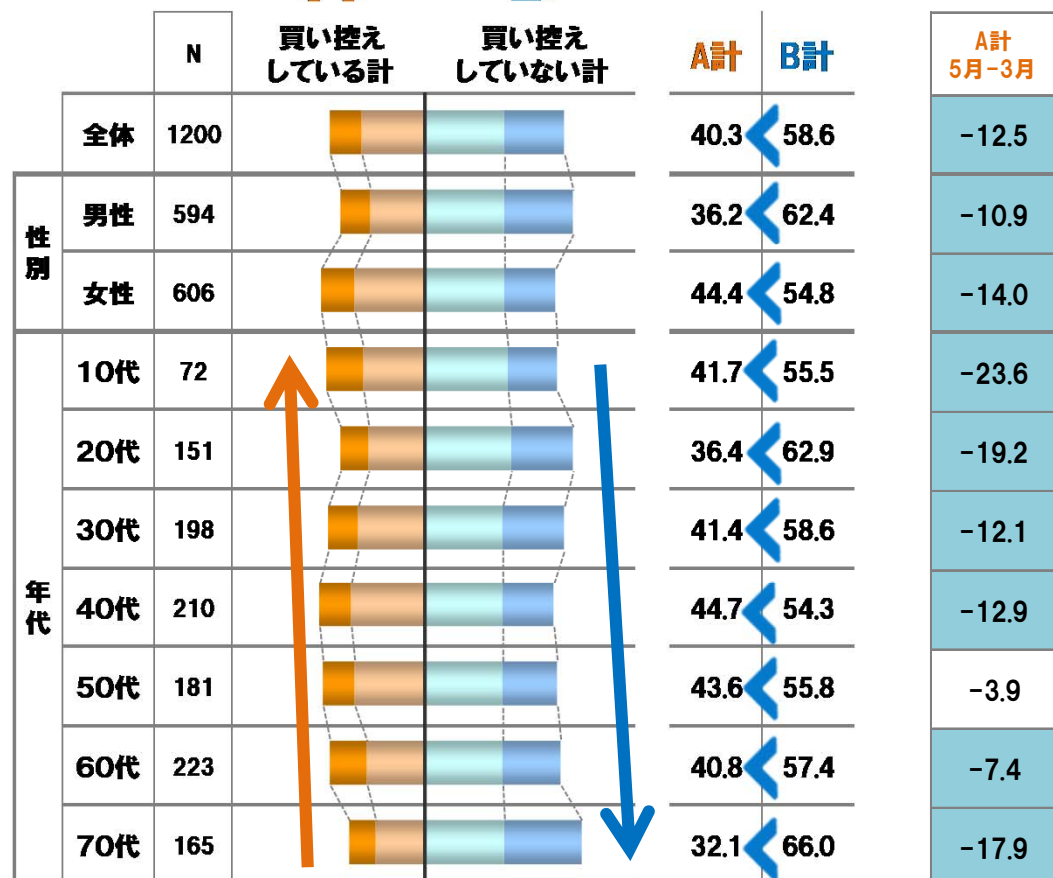 N 買い控え 買い控え A計 B計 A計
している計 していない計 5月-3月
全体 1200 40.3 58.6 -12.5
性別
男性 594 36.2 62.4 -10.9
女性 606 44.4 54.8 -14.0
年代
10代 72 41.7 55.5 -23.6
20代 151 36.4 62.9 -19.2
30代 198 41.4 58.6 -12.1
40代 210 44.7 54.3 -12.9
50代 181 43.6 55.8 -3.9
60代 223 40.8 57.4 -7.4
70代 165 32.1 66.0 -17.9